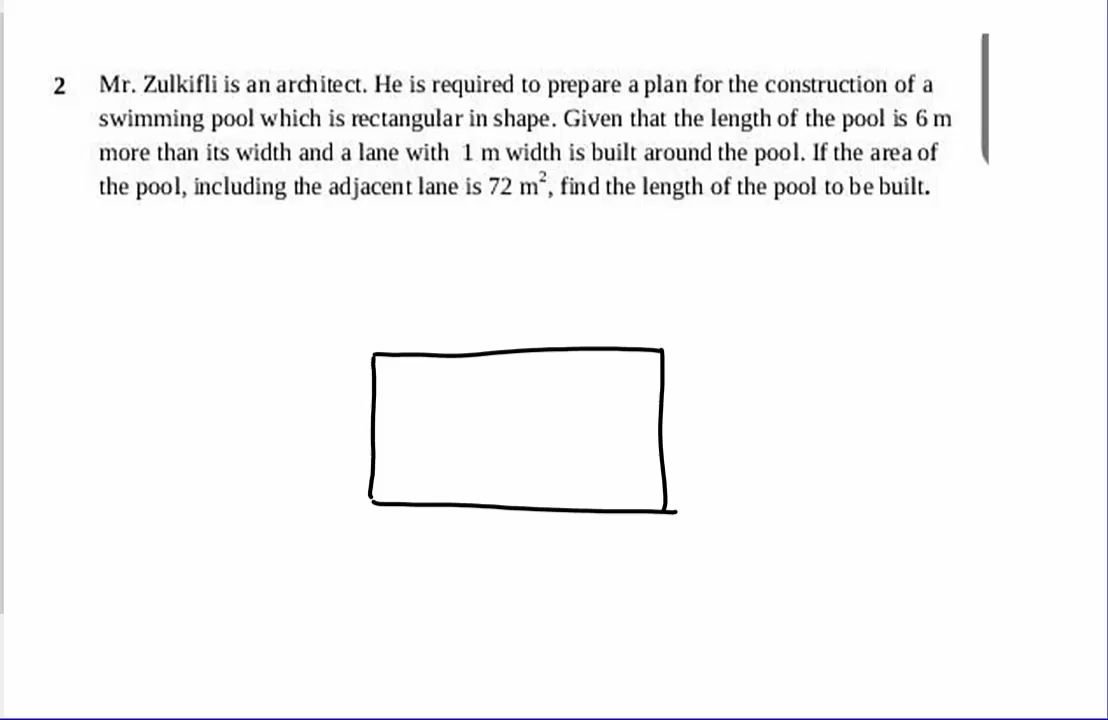 2 Mr. Zulkifli is an architect. He is required to prepare a plan for the construction of a
swimming pool which is rectangular in shape. Given that the length of the pool is 6 m
more than its width and a lane with 1 m width is built around the pool. If the area of
the pool, including the adjacent lane is 72 m², find the length of the pool to be built.